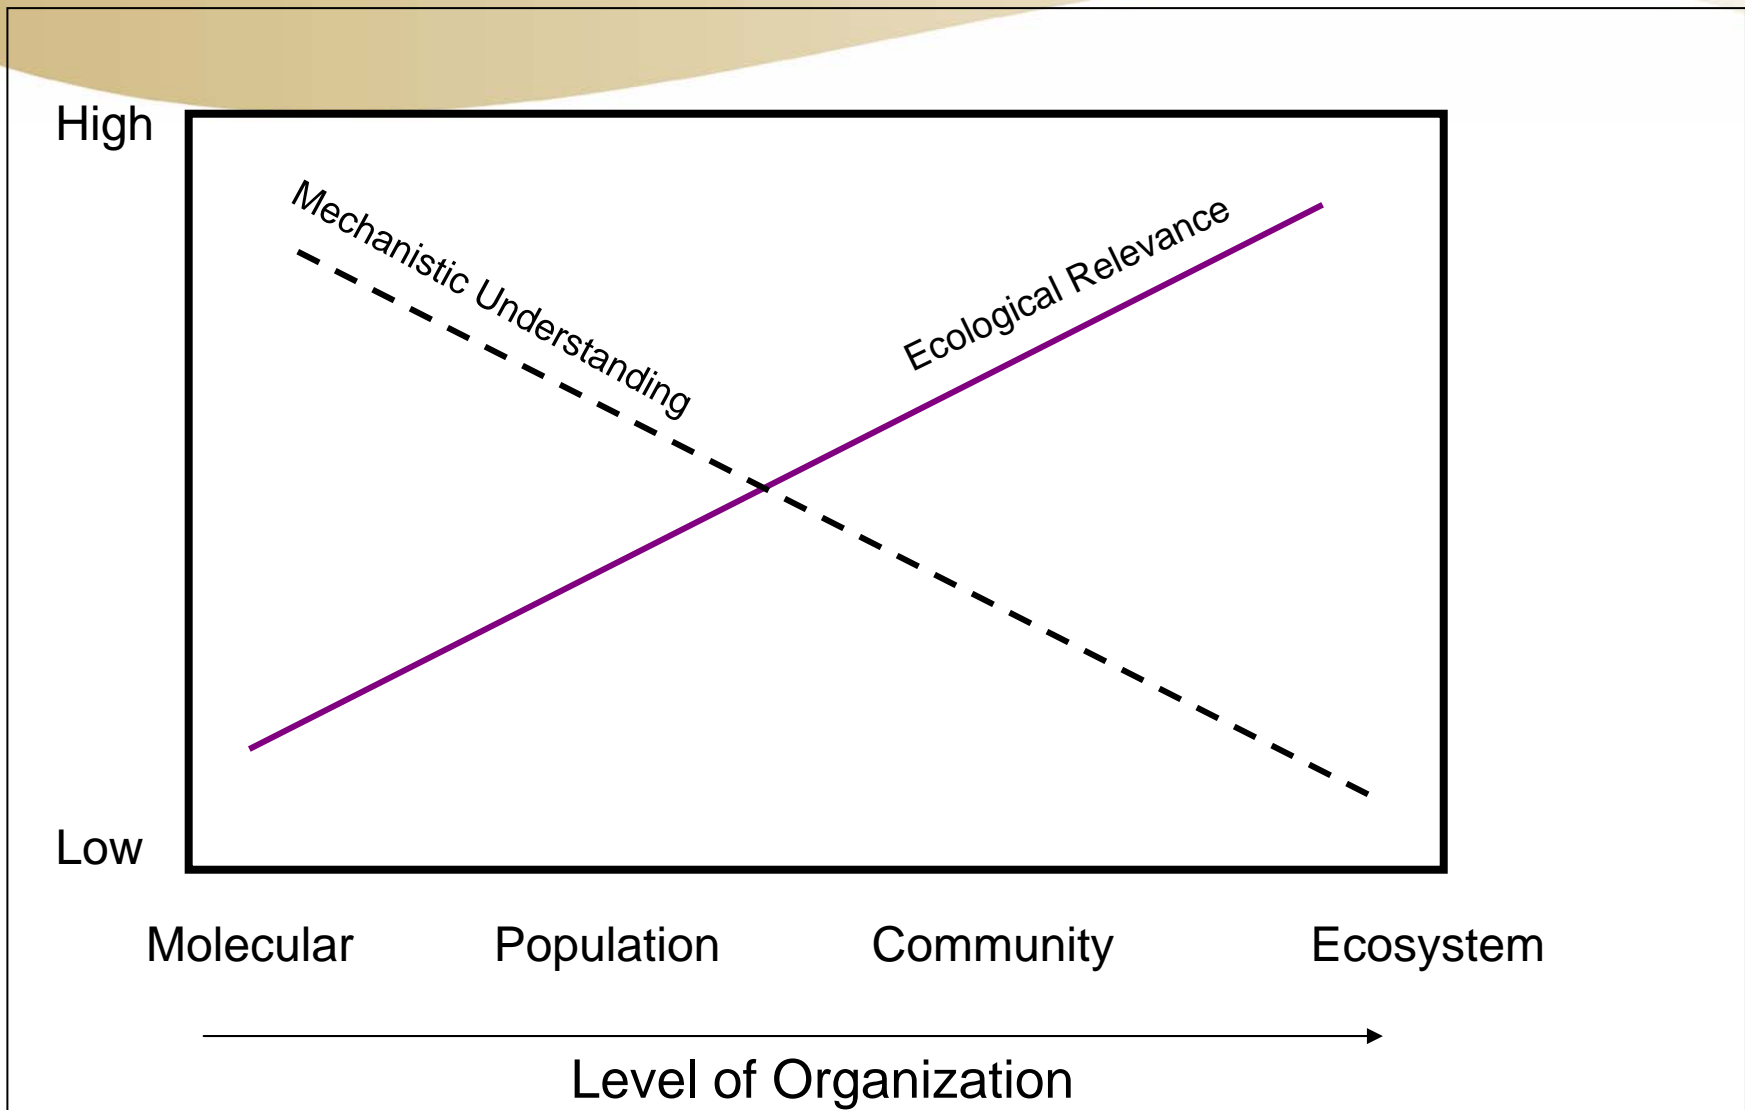 High
Mechanistic Understanding
Ecological Relevance
Low
Molecular Population Community Ecosystem
Level of Organization